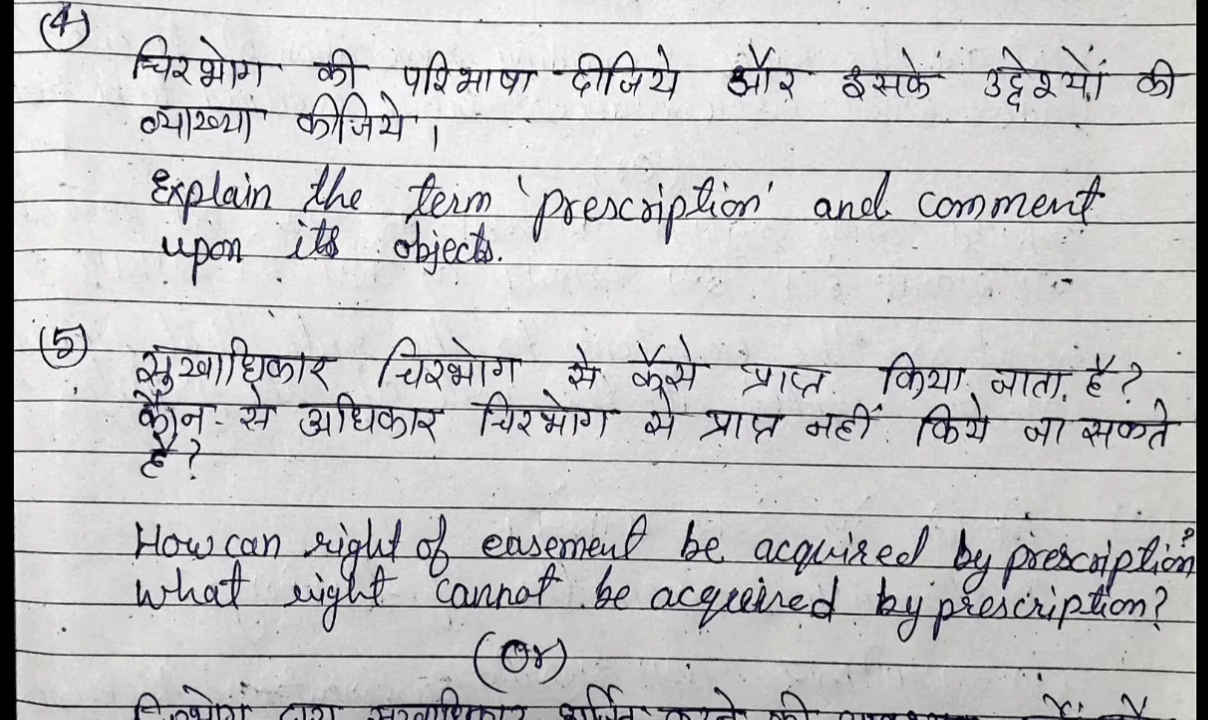 (4)
चिरभोग की परिभाषा दीजिये और इसके उद्देश्यों की
व्याख्या कीजिये।
Explain the term 'prescription' and comment
upon its objects.
(5) सुखाधिकार चिरभोग से कैसे प्राप्त किया जाता है?
कौन-से अधिकार चिरभोग से प्राप्त नहीं किये जा सकते
है?
How can right of easement be acquired by prescription?
what right cannot be acqueired by prescription?
(Or)